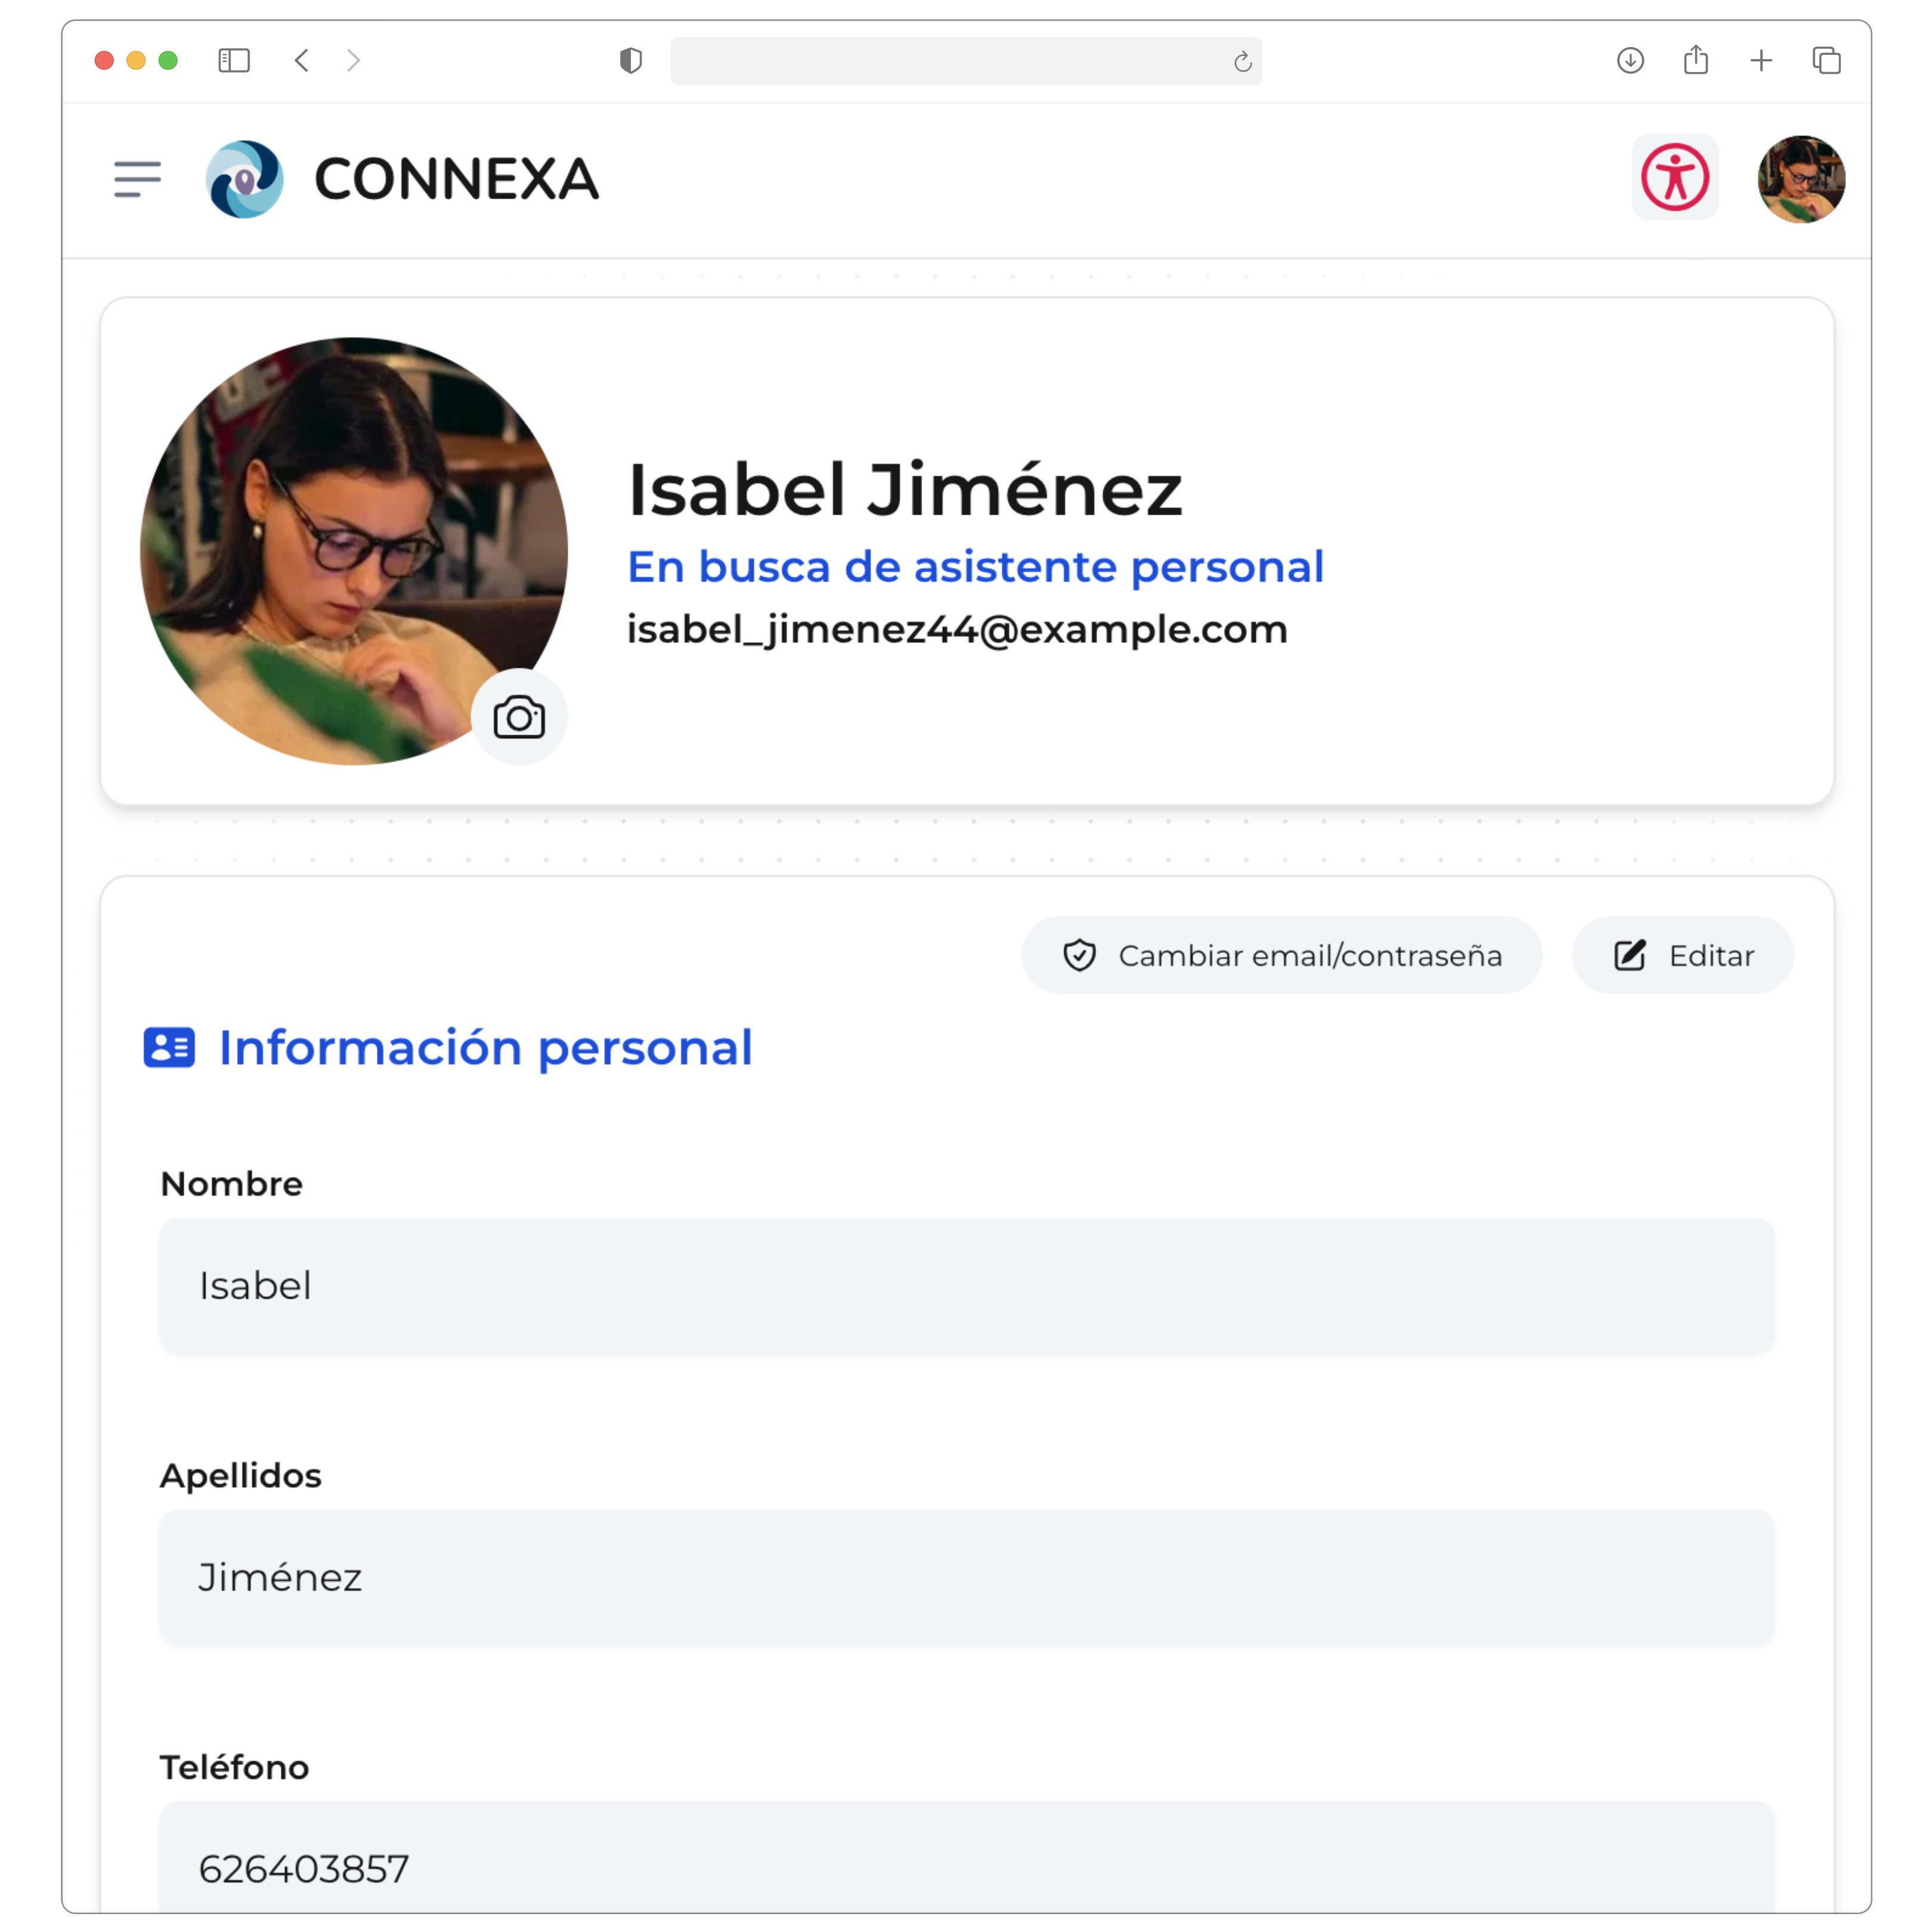 CONNEXA
Isabel Jiménez
En busca de asistente personal
isabel_jimenez44@example.com
Cambiar email/contraseña
Editar
Información personal
Nombre
Isabel
Apellidos
Jiménez
Teléfono
626403857